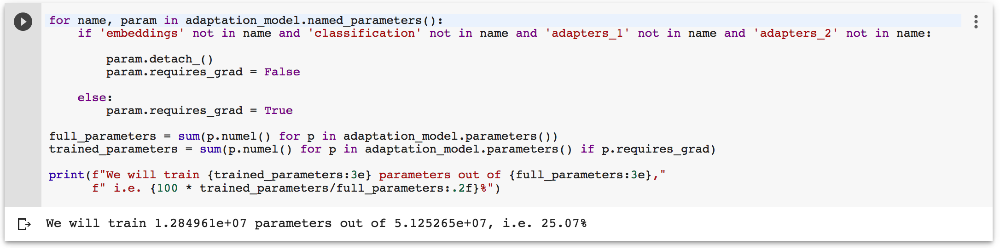 for name, param in adaptation_model.named_parameters():
    if 'embeddings' not in name and 'classification' not in name and 'adapters_1' not in name and 'adapters_2' not in name:

        param.detach_()
        param.requires_grad = False

    else:
        param.requires_grad = True

full_parameters = sum(p.numel() for p in adaptation_model.parameters())
trained_parameters = sum(p.numel() for p in adaptation_model.parameters() if p.requires_grad)

print(f"We will train {trained_parameters:3e} parameters out of {full_parameters:3e},"
      f" i.e. {100 * trained_parameters/full_parameters:.2f}%")
We will train 1.284961e+07 parameters out of 5.125265e+07, i.e. 25.07%